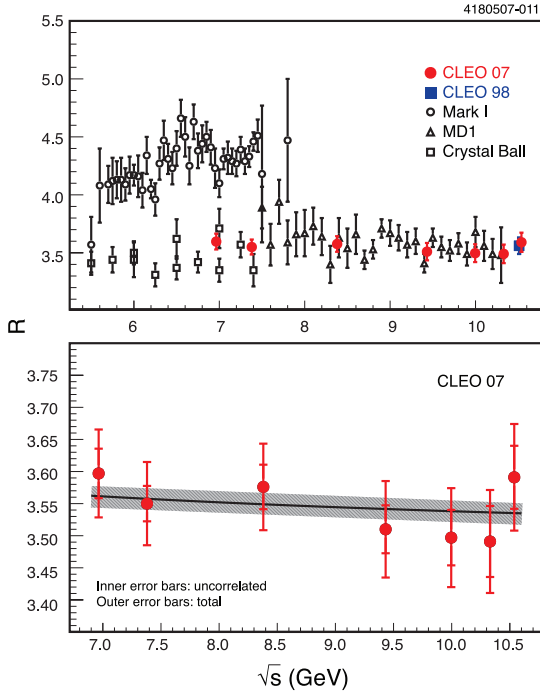 4180507-011
5.5
5.0
4.5
4.0
3.5
CLEO 07
CLEO 98
Mark I
MD1
Crystal Ball
6 7 8 9 10
R
3.75
3.70
3.65
3.60
3.55
3.50
3.45
3.40
CLEO 07
Inner error bars: uncorrelated
Outer error bars: total
7.0 7.5 8.0 8.5 9.0 9.5 10.0 10.5
√s (GeV)